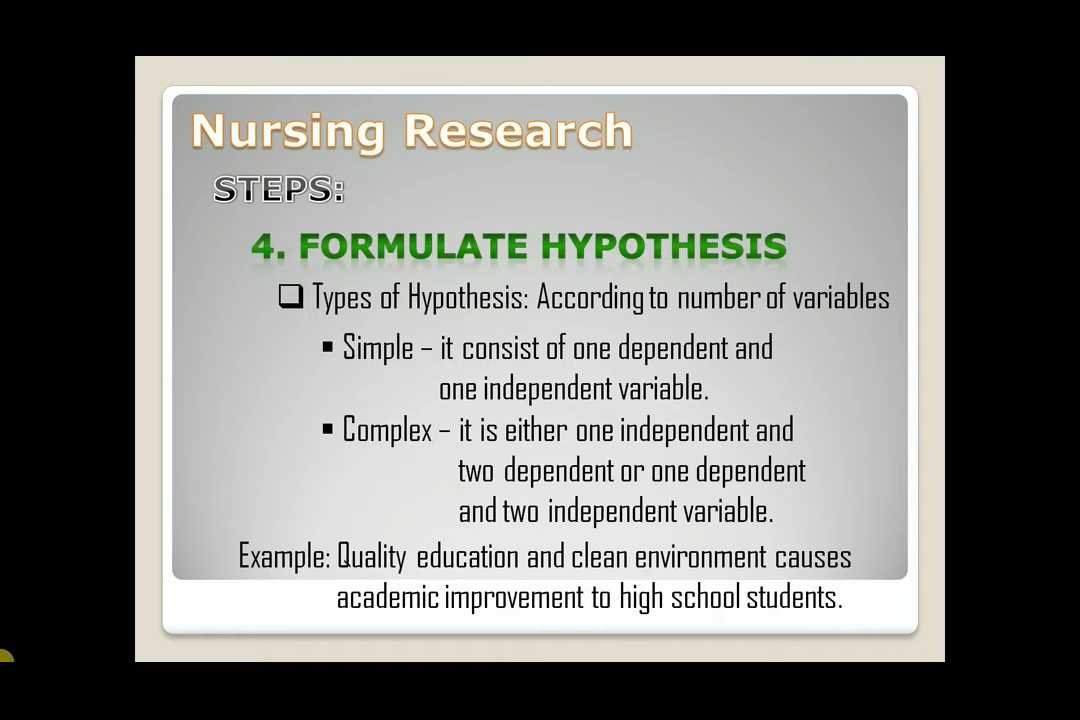 Nursing Research
STEPS:
4. FORMULATE HYPOTHESIS
❑ Types of Hypothesis: According to number of variables
▪ Simple – it consist of one dependent and
one independent variable.
▪ Complex – it is either one independent and
two dependent or one dependent
and two independent variable.
Example: Quality education and clean environment causes
academic improvement to high school students.